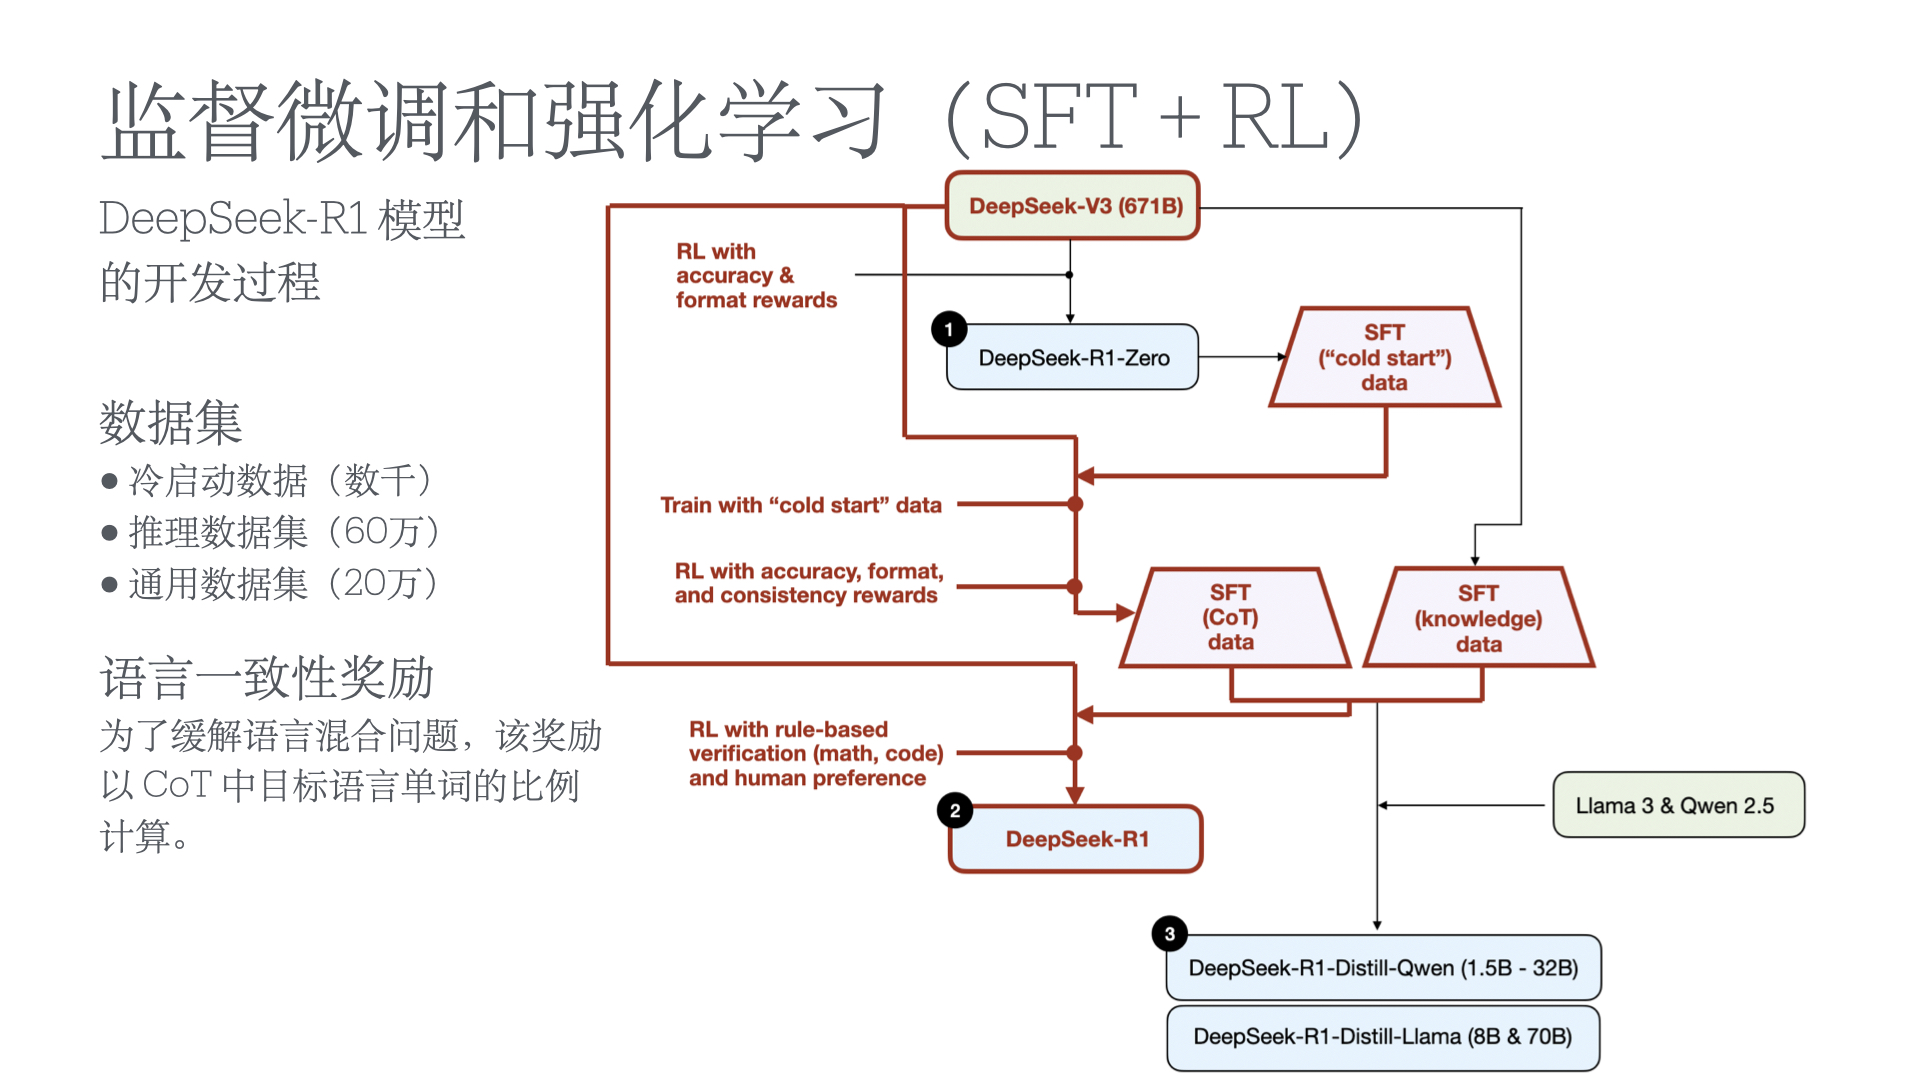 监督微调和强化学习（SFT + RL）
DeepSeek-R1 模型
的开发过程
数据集
● 冷启动数据（数千）
● 推理数据集（60万）
● 通用数据集（20万）
语言一致性奖励
为了缓解语言混合问题，该奖励
以 CoT 中目标语言单词的比例
计算。
DeepSeek-V3 (671B)
RL with
accuracy &
format rewards
1
DeepSeek-R1-Zero
SFT
(“cold start”)
data
Train with “cold start” data
RL with accuracy, format,
and consistency rewards
SFT
(CoT)
data
SFT
(knowledge)
data
RL with rule-based
verification (math, code)
and human preference
2
DeepSeek-R1
Llama 3 & Qwen 2.5
3
DeepSeek-R1-Distill-Qwen (1.5B - 32B)
DeepSeek-R1-Distill-Llama (8B & 70B)